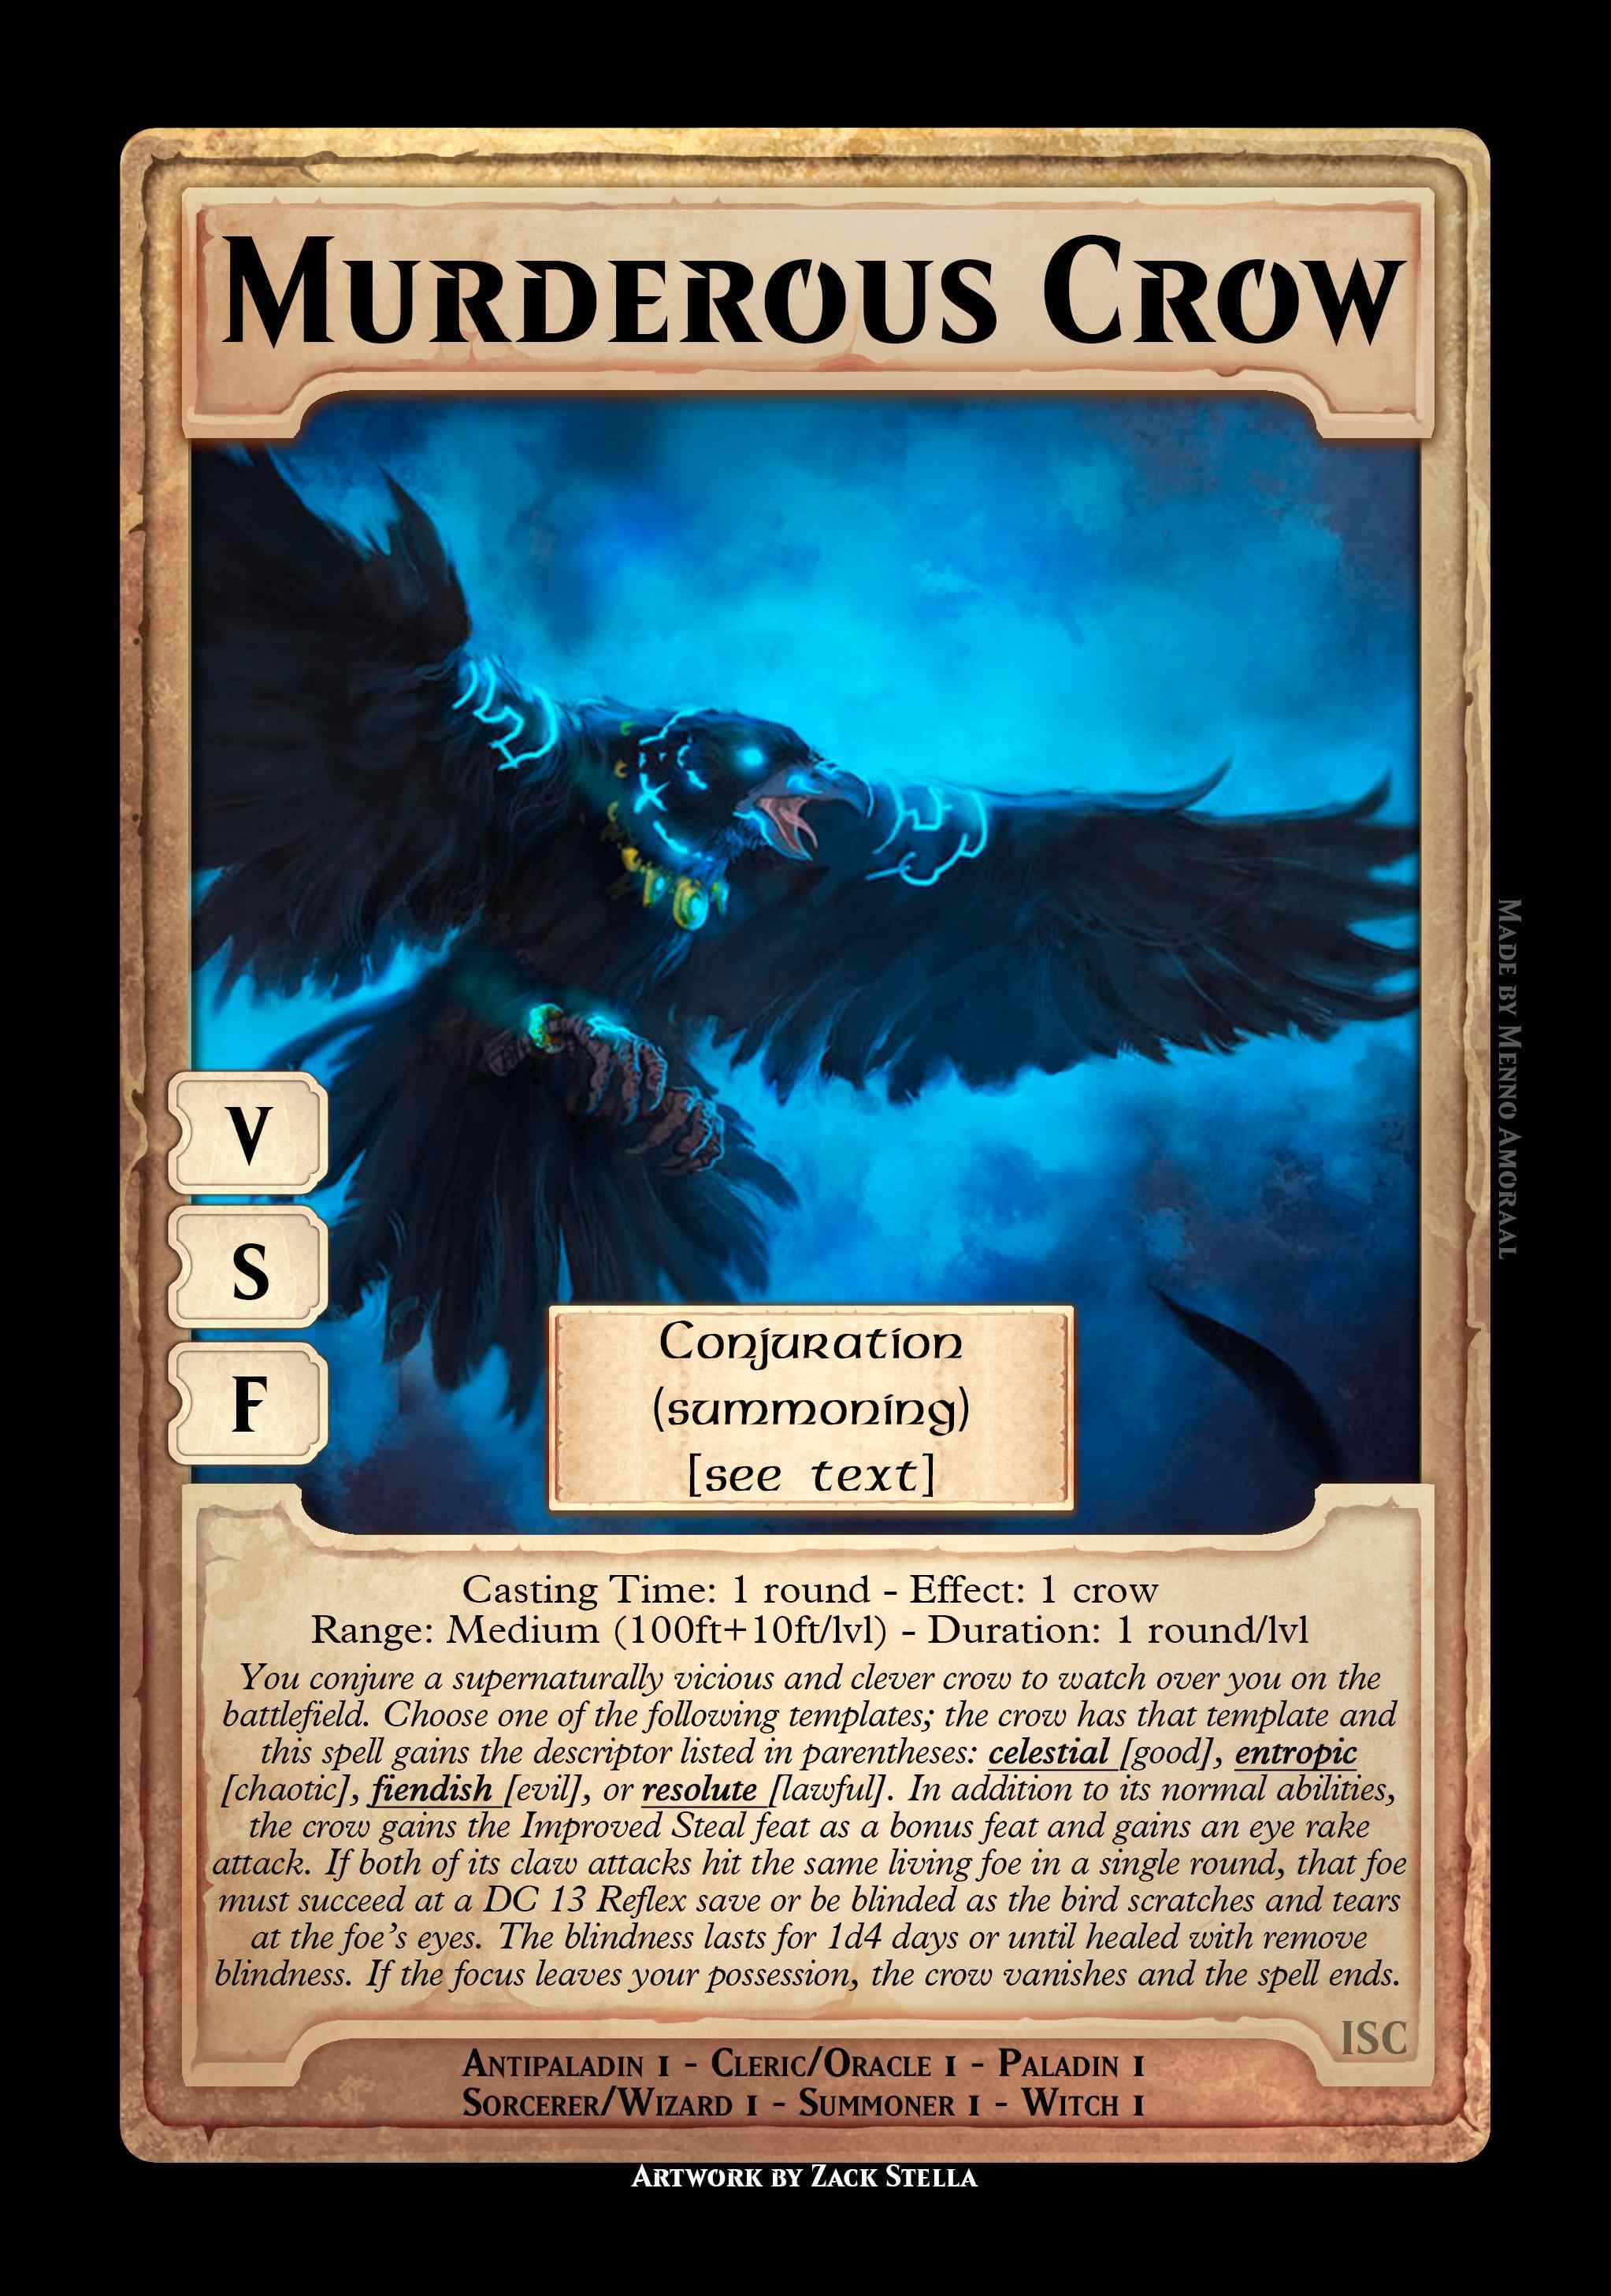 Murderous Crow
V
S
F
Conjuration
(summoning)
[see text]
Casting Time: 1 round - Effect: 1 crow
Range: Medium (100ft+10ft/lvl) - Duration: 1 round/lvl
You conjure a supernaturally vicious and clever crow to watch over you on the
battlefield. Choose one of the following templates; the crow has that template and
this spell gains the descriptor listed in parentheses: celestial [good], entropic
[chaotic], fiendish [evil], or resolute [lawful]. In addition to its normal abilities,
the crow gains the Improved Steal feat as a bonus feat and gains an eye rake
attack. If both of its claw attacks hit the same living foe in a single round, that foe
must succeed at a DC 13 Reflex save or be blinded as the bird scratches and tears
at the foe's eyes. The blindness lasts for 1d4 days or until healed with remove
blindness. If the focus leaves your possession, the crow vanishes and the spell ends.
ISC
Antipaladin 1 - Cleric/Oracle 1 - Paladin 1
Sorcerer/Wizard 1 - Summoner 1 - Witch 1
Artwork by Zack Stella
Made by Menno Amoraal